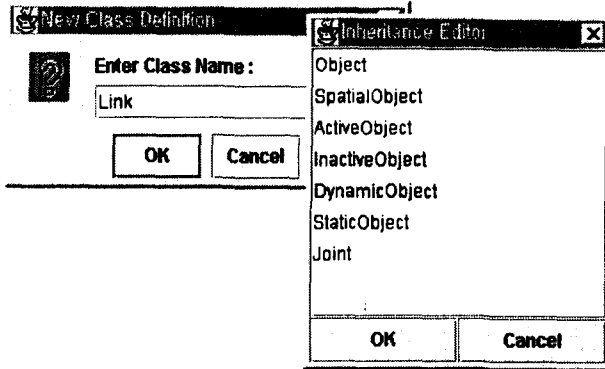 New Class Definition
Enter Class Name :
Link
OK Cancel
Inheritance Editor
Object
SpatialObject
ActiveObject
InactiveObject
DynamicObject
StaticObject
Joint
OK Cancel